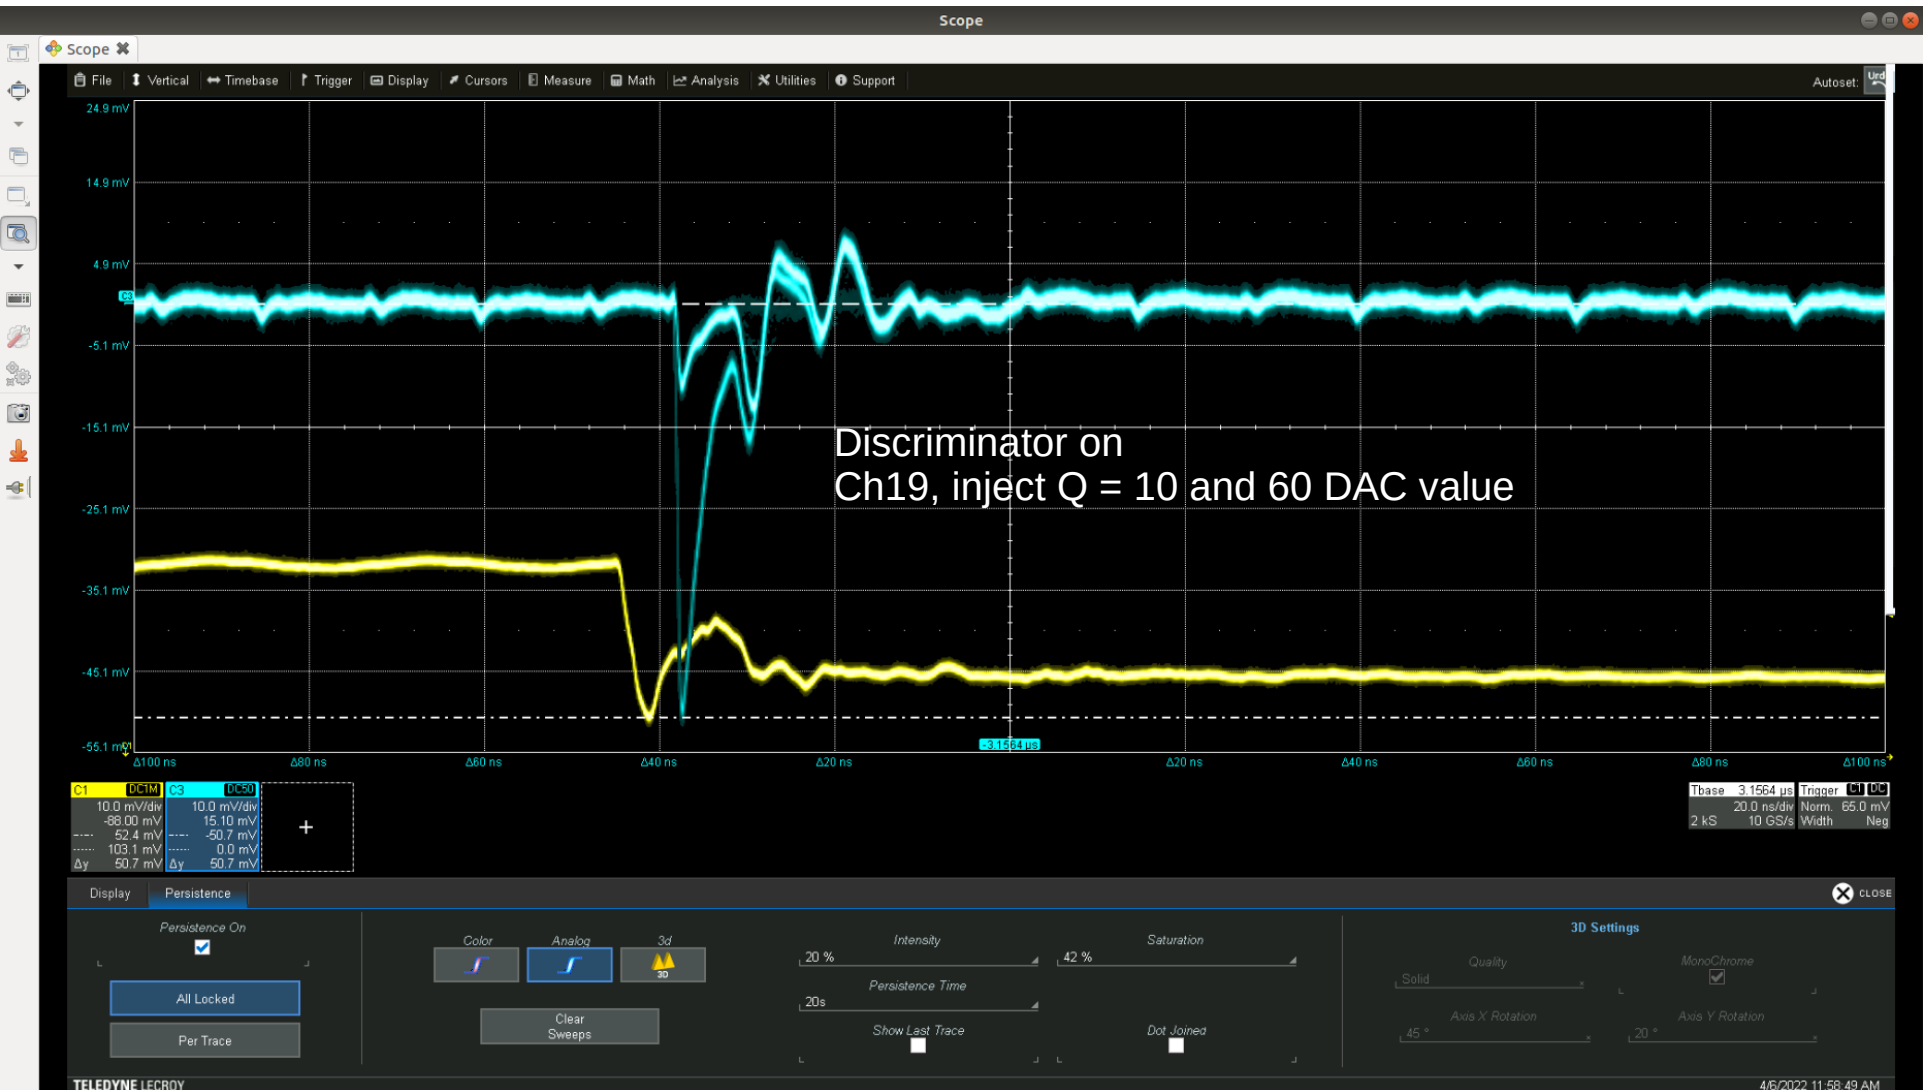 Scope
Scope
File Vertical Timebase Trigger Display Cursors Measure Math Analysis Utilities Support
Autoset:
24.9 mV
14.9 mV
4.9 mV
C3
-5.1 mV
-15.1 mV
Discriminator on
Ch19, inject Q = 10 and 60 DAC value
-25.1 mV
-35.1 mV
-45.1 mV
-3.1564 µs
Δ100 ns Δ80 ns Δ60 ns Δ40 ns Δ20 ns Δ20 ns Δ40 ns Δ60 ns Δ80 ns Δ100 ns
C1 DC1M
10.0 mV/div
-88.00 mV
52.4 mV
103.1 mV
Δy 50.7 mV
C3 DC50
10.0 mV/div
15.10 mV
-50.7 mV
0.0 mV
Δy 50.7 mV
+
Tbase 3.1564 µs
20.0 ns/div
2 kS 10 GS/s
Trigger C1 DC
Norm. 65.0 mV
Width Neg
Display Persistence
CLOSE
Persistence On
All Locked
Per Trace
Color Analog 3d
3D
Clear
Sweeps
Intensity
20 %
Saturation
42 %
Persistence Time
20s
Show Last Trace
Dot Joined
3D Settings
Quality
Solid
MonoChrome
Axis X Rotation
45 °
Axis Y Rotation
20 °
TELEDYNE LECROY
4/6/2022 11:58:49 AM